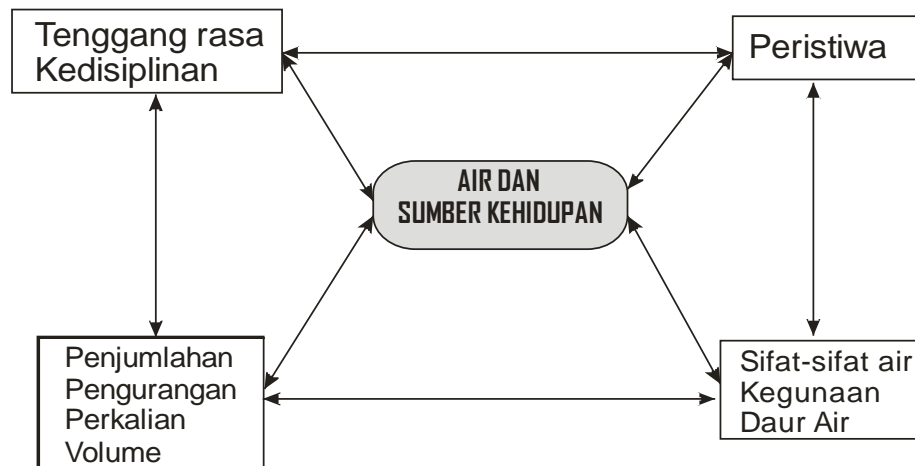 Tenggang rasa
Kedisiplinan
Peristiwa
AIR DAN
SUMBER KEHIDUPAN
Penjumlahan
Pengurangan
Perkalian
Volume
Sifat-sifat air
Kegunaan
Daur Air